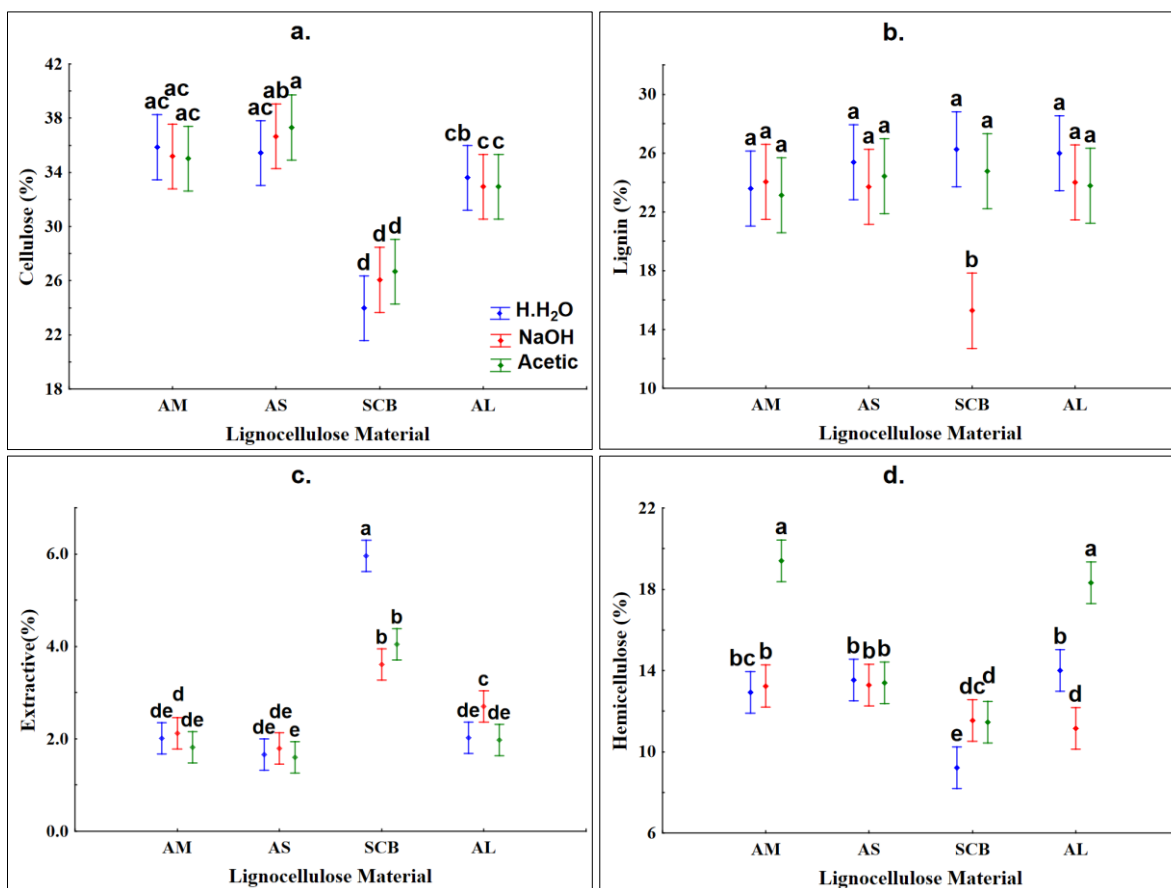 a.
Cellulose (%)
42
38
34
30
26
22
18
ac ac ac
ac ab a
d d d
cb c c
H.H₂O
NaOH
Acetic
AM AS SCB AL
Lignocellulose Material
b.
Lignin (%)
30
26
22
18
14
10
a a a
a a a
a b a
a a a
AM AS SCB AL
Lignocellulose Material
c.
Extractive(%)
6.0
4.0
2.0
0.0
de d de
de de e
a b b
de c de
AM AS SCB AL
Lignocellulose Material
d.
Hemicellulose (%)
22
18
14
10
6
bc b a
b b b
e dc d
b d a
AM AS SCB AL
Lignocellulose Material